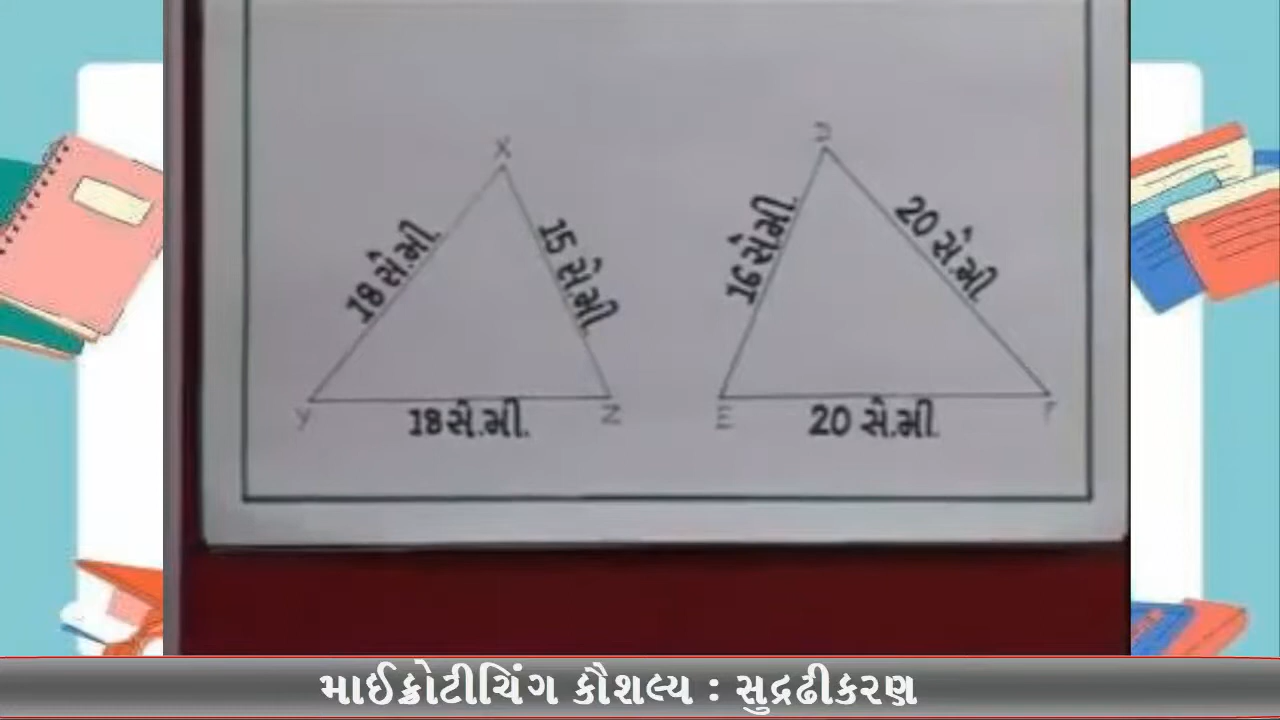 X
18 સે.મી.
15 સે.મી.
Y
18 સે.મી.
Z
D
16 સે.મી.
20 સે.મી.
E
20 સે.મી.
F
માઈક્રોટીચિંગ કૌશલ્ય : સુદ્રઢીકરણ